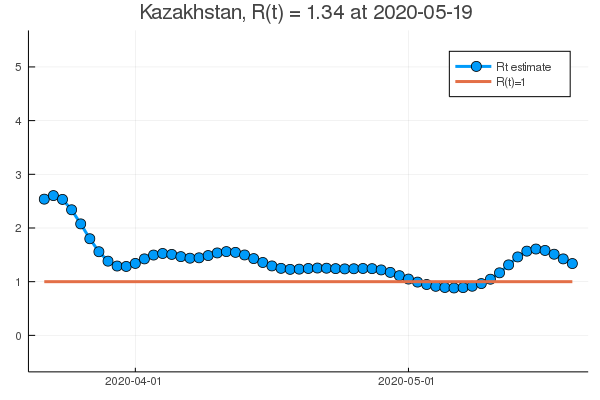 Kazakhstan, R(t) = 1.34 at 2020-05-19
Rt estimate
R(t)=1
5
4
3
2
1
0
2020-04-01
2020-05-01